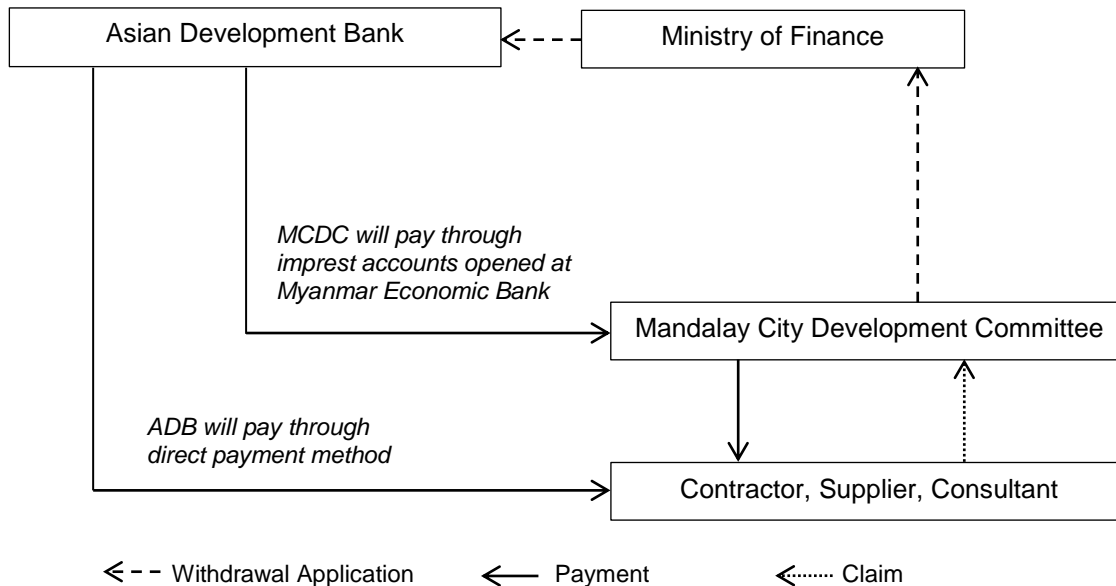 Asian Development Bank
Ministry of Finance
MCDC will pay through
imprest accounts opened at
Myanmar Economic Bank
Mandalay City Development Committee
ADB will pay through
direct payment method
Contractor, Supplier, Consultant
Withdrawal Application
Payment
Claim